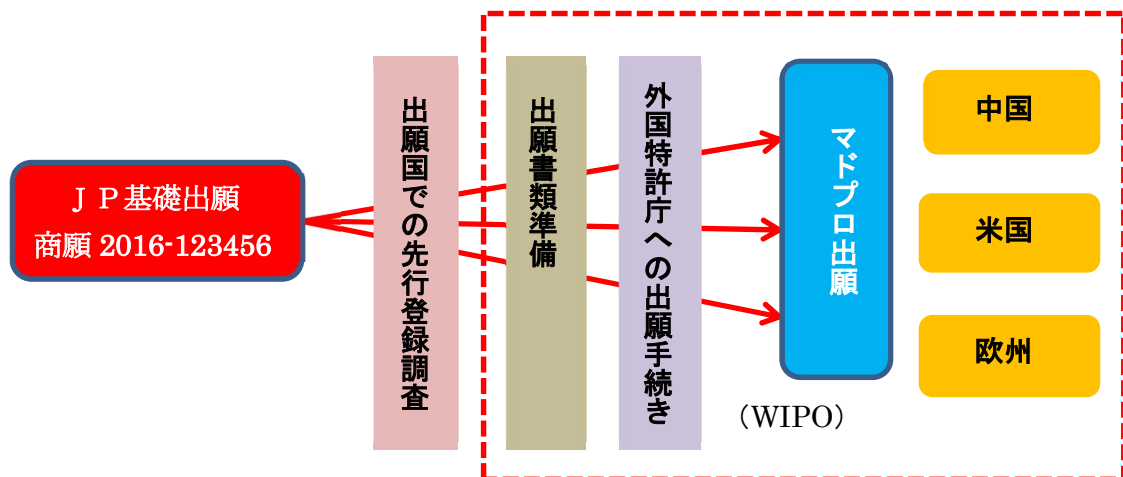 ＪＰ基礎出願
商願 2016-123456
出願国での先行登録調査
出願書類準備
外国特許庁への出願手続き
マドプロ出願
（WIPO）
中国
米国
欧州